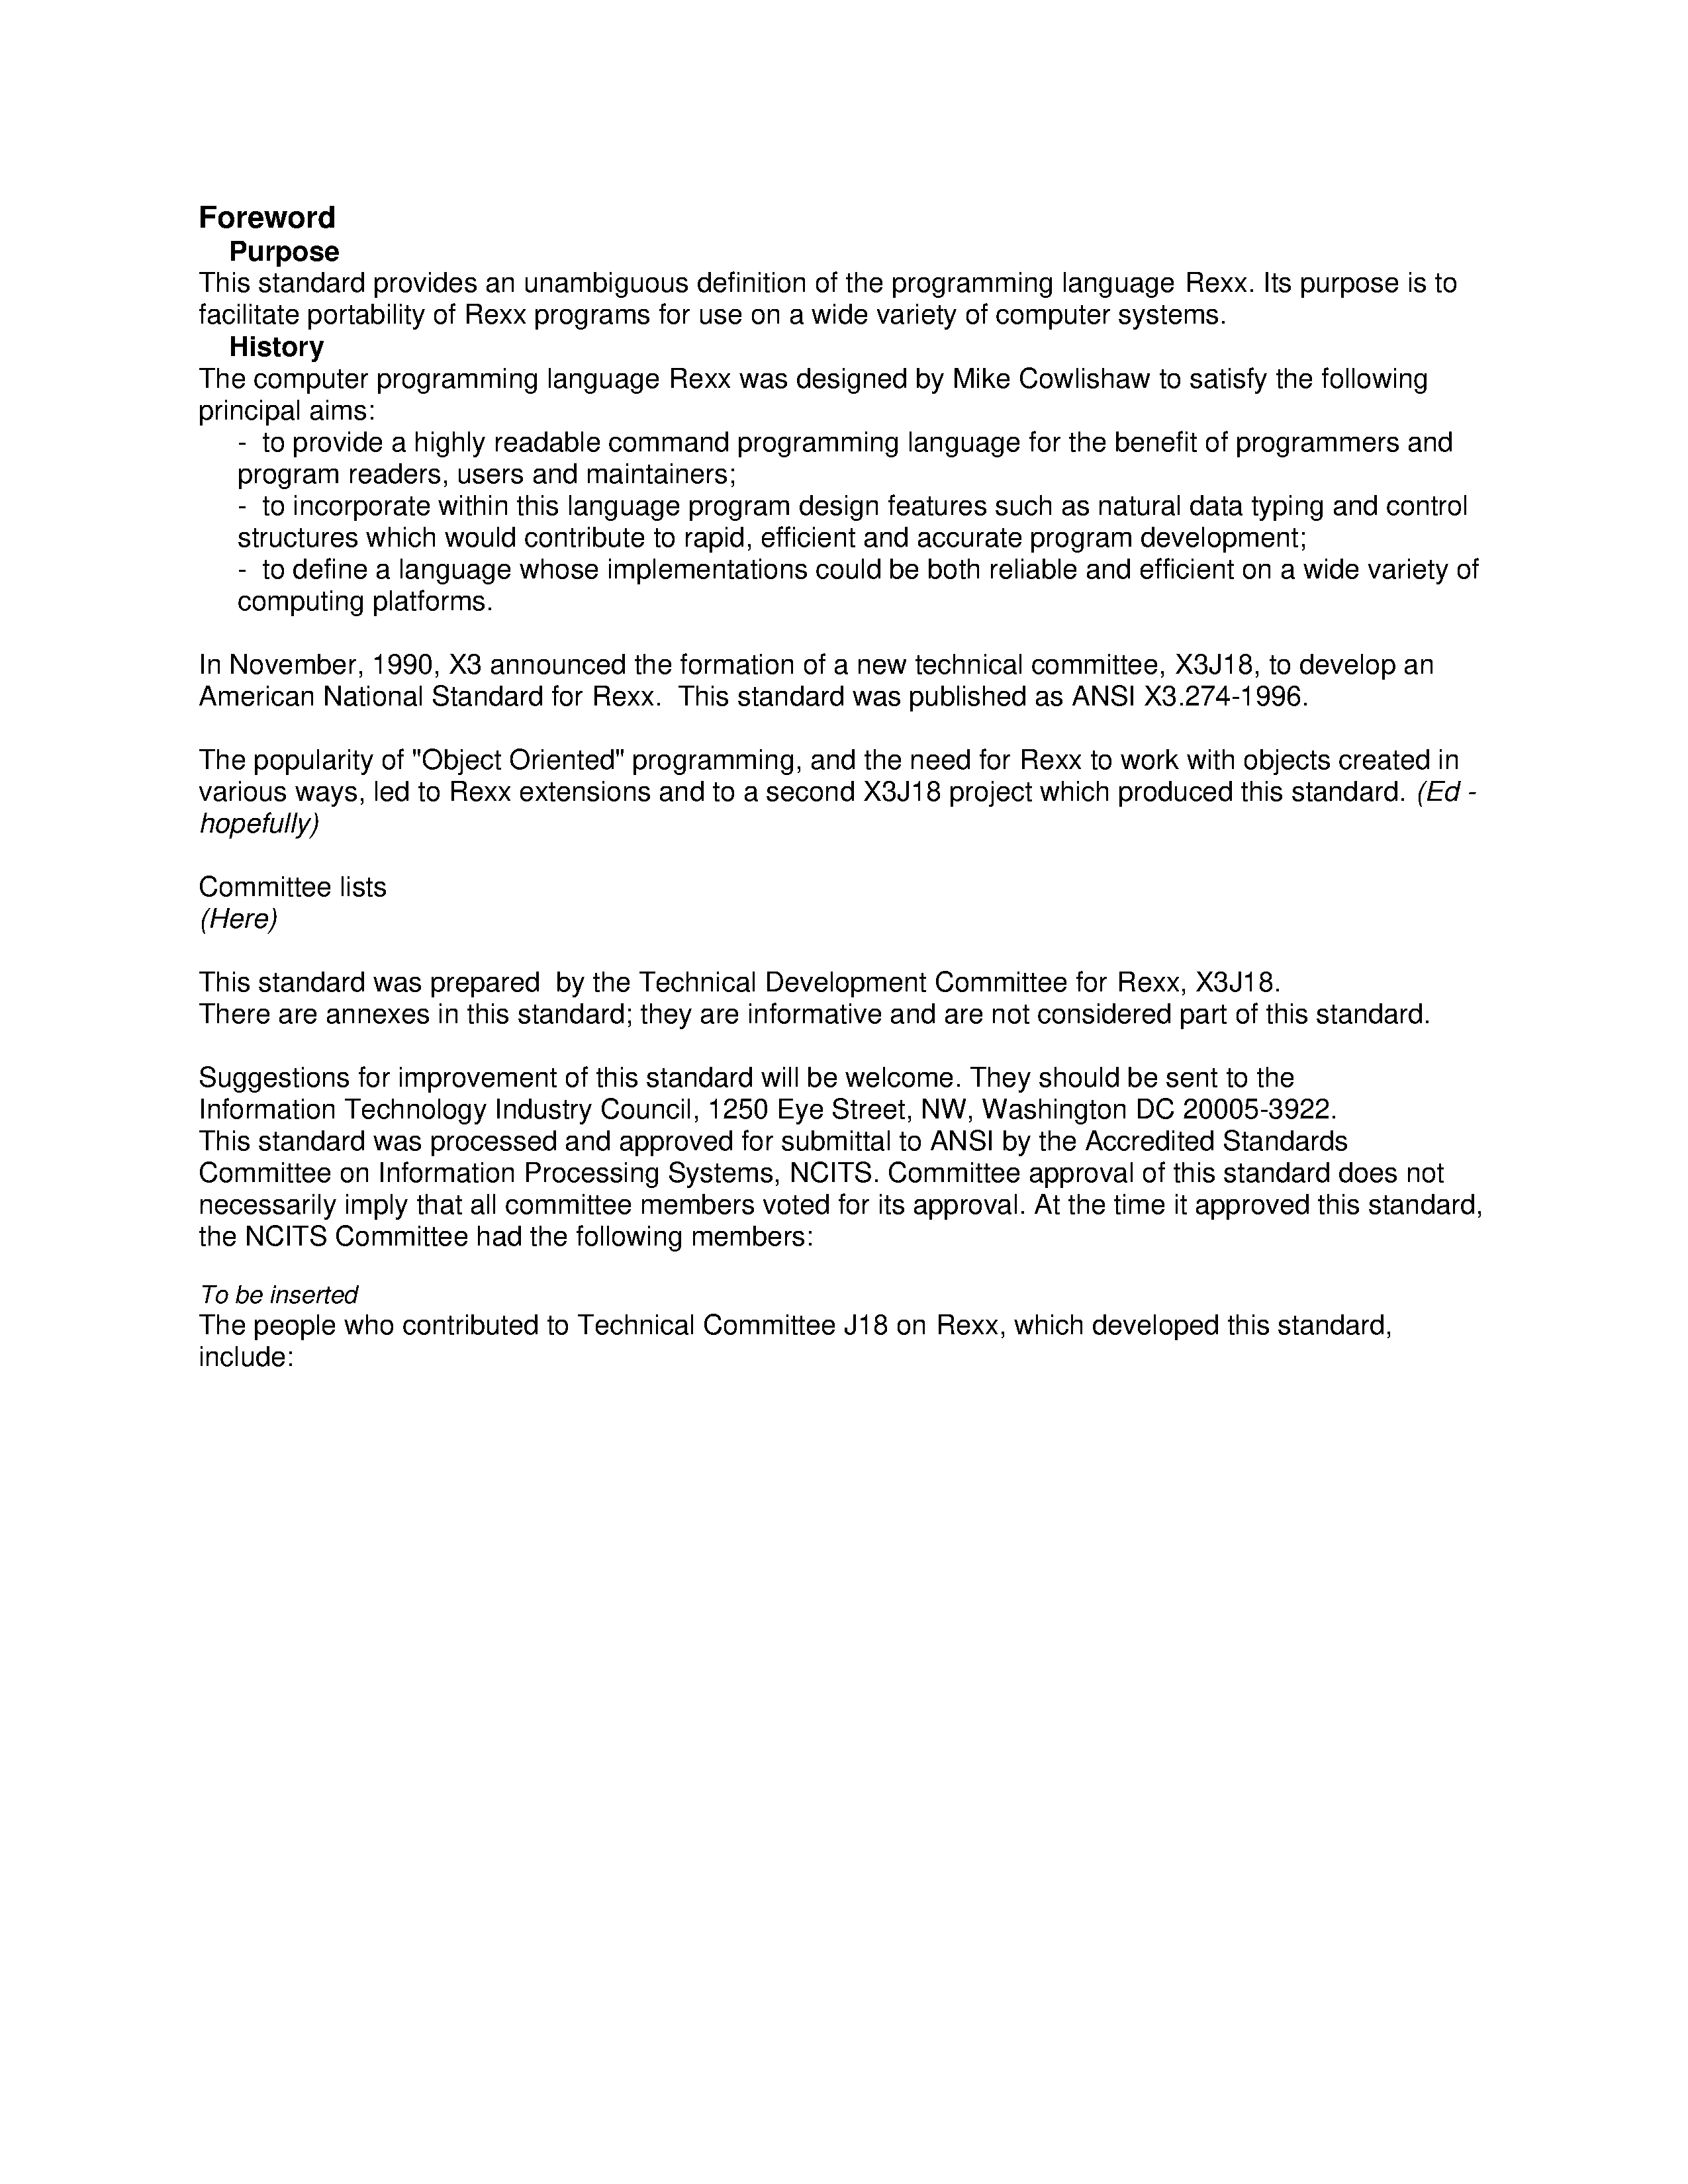 Foreword
Purpose
This standard provides an unambiguous definition of the programming language Rexx. Its purpose is to
facilitate portability of Rexx programs for use on a wide variety of computer systems.
History
The computer programming language Rexx was designed by Mike Cowlishaw to satisfy the following
principal aims:
- to provide a highly readable command programming language for the benefit of programmers and
program readers, users and maintainers;
- to incorporate within this language program design features such as natural data typing and control
structures which would contribute to rapid, efficient and accurate program development;
- to define a language whose implementations could be both reliable and efficient on a wide variety of
computing platforms.
In November, 1990, X3 announced the formation of a new technical committee, X3J18, to develop an
American National Standard for Rexx.  This standard was published as ANSI X3.274-1996.
The popularity of "Object Oriented" programming, and the need for Rexx to work with objects created in
various ways, led to Rexx extensions and to a second X3J18 project which produced this standard. (Ed -
hopefully)
Committee lists
(Here)
This standard was prepared  by the Technical Development Committee for Rexx, X3J18.
There are annexes in this standard; they are informative and are not considered part of this standard.
Suggestions for improvement of this standard will be welcome. They should be sent to the
Information Technology Industry Council, 1250 Eye Street, NW, Washington DC 20005-3922.
This standard was processed and approved for submittal to ANSI by the Accredited Standards
Committee on Information Processing Systems, NCITS. Committee approval of this standard does not
necessarily imply that all committee members voted for its approval. At the time it approved this standard,
the NCITS Committee had the following members:
To be inserted
The people who contributed to Technical Committee J18 on Rexx, which developed this standard,
include: